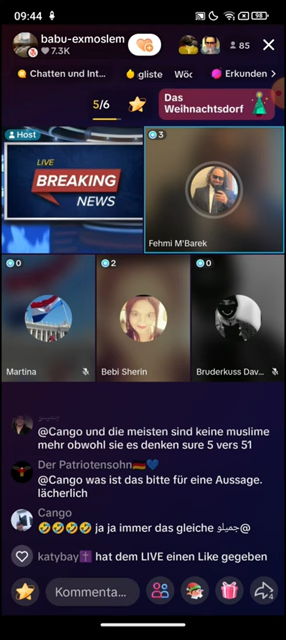 09:44
98
babu-exmoslem
7.3K
85
Chatten und Int...
gliste
Wöc
Erkunden
5/6
Das
Weihnachtsdorf
Host
LIVE
BREAKING
NEWS
3
Fehmi M'Barek
0
Martina
2
Bebi Sherin
0
Bruderkuss Dav...
@Cango und die meisten sind keine muslime
mehr obwohl sie es denken sure 5 vers 51
Der Patriotensohn🇩🇪💙
@Cango was ist das bitte für eine Aussage.
lächerlich
Cango
🤣🤣🤣🤣 ja ja immer das gleiche جميلو@
katybay✝️ hat dem LIVE einen Like gegeben
Kommenta...
4